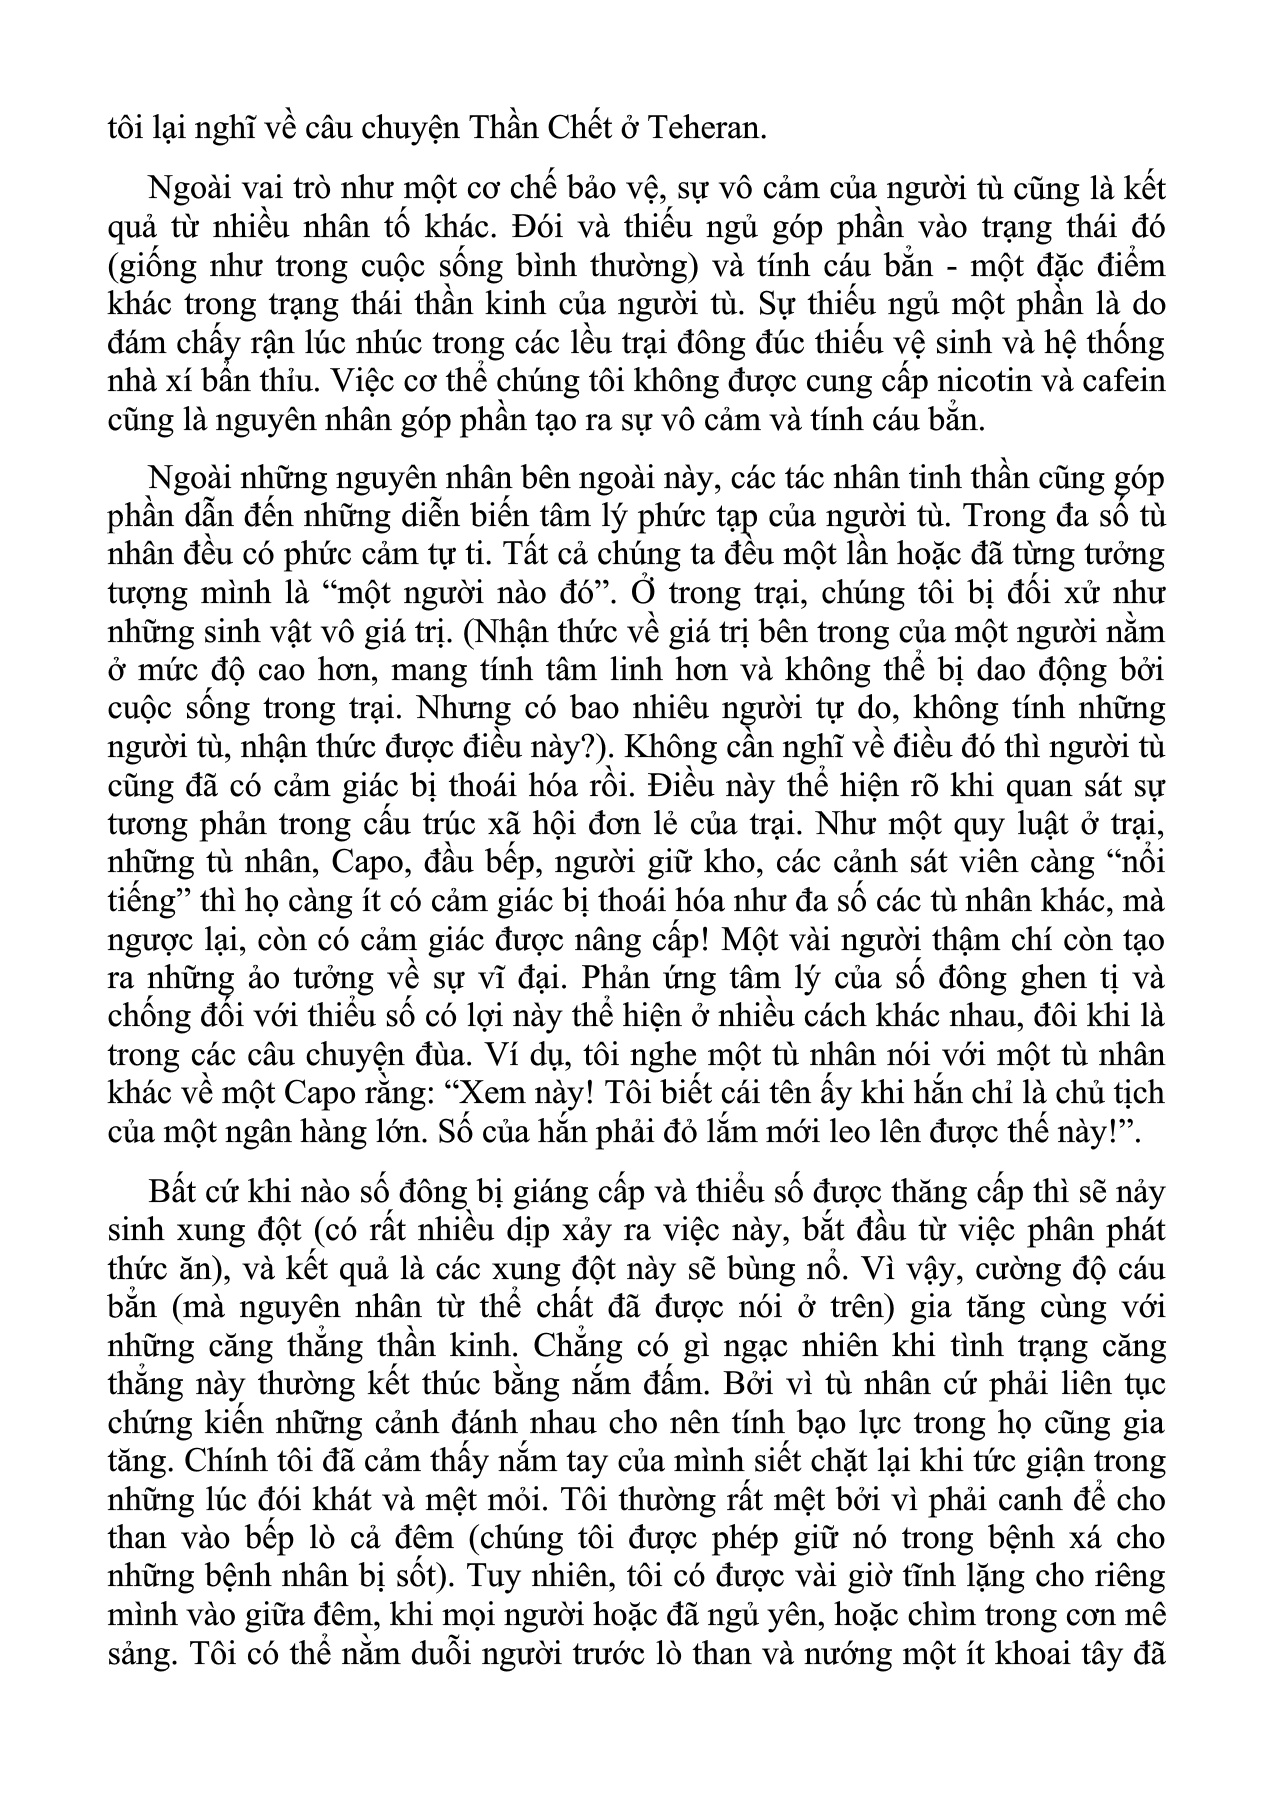 tôi lại nghĩ về câu chuyện Thần Chết ở Teheran.
Ngoài vai trò như một cơ chế bảo vệ, sự vô cảm của người tù cũng là kết
quả từ nhiều nhân tố khác. Đói và thiếu ngủ góp phần vào trạng thái đó
(giống như trong cuộc sống bình thường) và tính cáu bẳn - một đặc điểm
khác trong trạng thái thần kinh của người tù. Sự thiếu ngủ một phần là do
đám chấy rận lúc nhúc trong các lều trại đông đúc thiếu vệ sinh và hệ thống
nhà xí bẩn thỉu. Việc cơ thể chúng tôi không được cung cấp nicotin và cafein
cũng là nguyên nhân góp phần tạo ra sự vô cảm và tính cáu bẳn.
Ngoài những nguyên nhân bên ngoài này, các tác nhân tinh thần cũng góp
phần dẫn đến những diễn biến tâm lý phức tạp của người tù. Trong đa số tù
nhân đều có phức cảm tự ti. Tất cả chúng ta đều một lần hoặc đã từng tưởng
tượng mình là “một người nào đó”. Ở trong trại, chúng tôi bị đối xử như
những sinh vật vô giá trị. (Nhận thức về giá trị bên trong của một người nằm
ở mức độ cao hơn, mang tính tâm linh hơn và không thể bị dao động bởi
cuộc sống trong trại. Nhưng có bao nhiêu người tự do, không tính những
người tù, nhận thức được điều này?). Không cần nghĩ về điều đó thì người tù
cũng đã có cảm giác bị thoái hóa rồi. Điều này thể hiện rõ khi quan sát sự
tương phản trong cấu trúc xã hội đơn lẻ của trại. Như một quy luật ở trại,
những tù nhân, Capo, đầu bếp, người giữ kho, các cảnh sát viên càng “nổi
tiếng” thì họ càng ít có cảm giác bị thoái hóa như đa số các tù nhân khác, mà
ngược lại, còn có cảm giác được nâng cấp! Một vài người thậm chí còn tạo
ra những ảo tưởng về sự vĩ đại. Phản ứng tâm lý của số đông ghen tị và
chống đối với thiểu số có lợi này thể hiện ở nhiều cách khác nhau, đôi khi là
trong các câu chuyện đùa. Ví dụ, tôi nghe một tù nhân nói với một tù nhân
khác về một Capo rằng: “Xem này! Tôi biết cái tên ấy khi hắn chỉ là chủ tịch
của một ngân hàng lớn. Số của hắn phải đỏ lắm mới leo lên được thế này!”.
Bất cứ khi nào số đông bị giáng cấp và thiểu số được thăng cấp thì sẽ nảy
sinh xung đột (có rất nhiều dịp xảy ra việc này, bắt đầu từ việc phân phát
thức ăn), và kết quả là các xung đột này sẽ bùng nổ. Vì vậy, cường độ cáu
bẳn (mà nguyên nhân từ thể chất đã được nói ở trên) gia tăng cùng với
những căng thẳng thần kinh. Chẳng có gì ngạc nhiên khi tình trạng căng
thẳng này thường kết thúc bằng nắm đấm. Bởi vì tù nhân cứ phải liên tục
chứng kiến những cảnh đánh nhau cho nên tính bạo lực trong họ cũng gia
tăng. Chính tôi đã cảm thấy nắm tay của mình siết chặt lại khi tức giận trong
những lúc đói khát và mệt mỏi. Tôi thường rất mệt bởi vì phải canh để cho
than vào bếp lò cả đêm (chúng tôi được phép giữ nó trong bệnh xá cho
những bệnh nhân bị sốt). Tuy nhiên, tôi có được vài giờ tĩnh lặng cho riêng
mình vào giữa đêm, khi mọi người hoặc đã ngủ yên, hoặc chìm trong cơn mê
sảng. Tôi có thể nằm duỗi người trước lò than và nướng một ít khoai tây đã